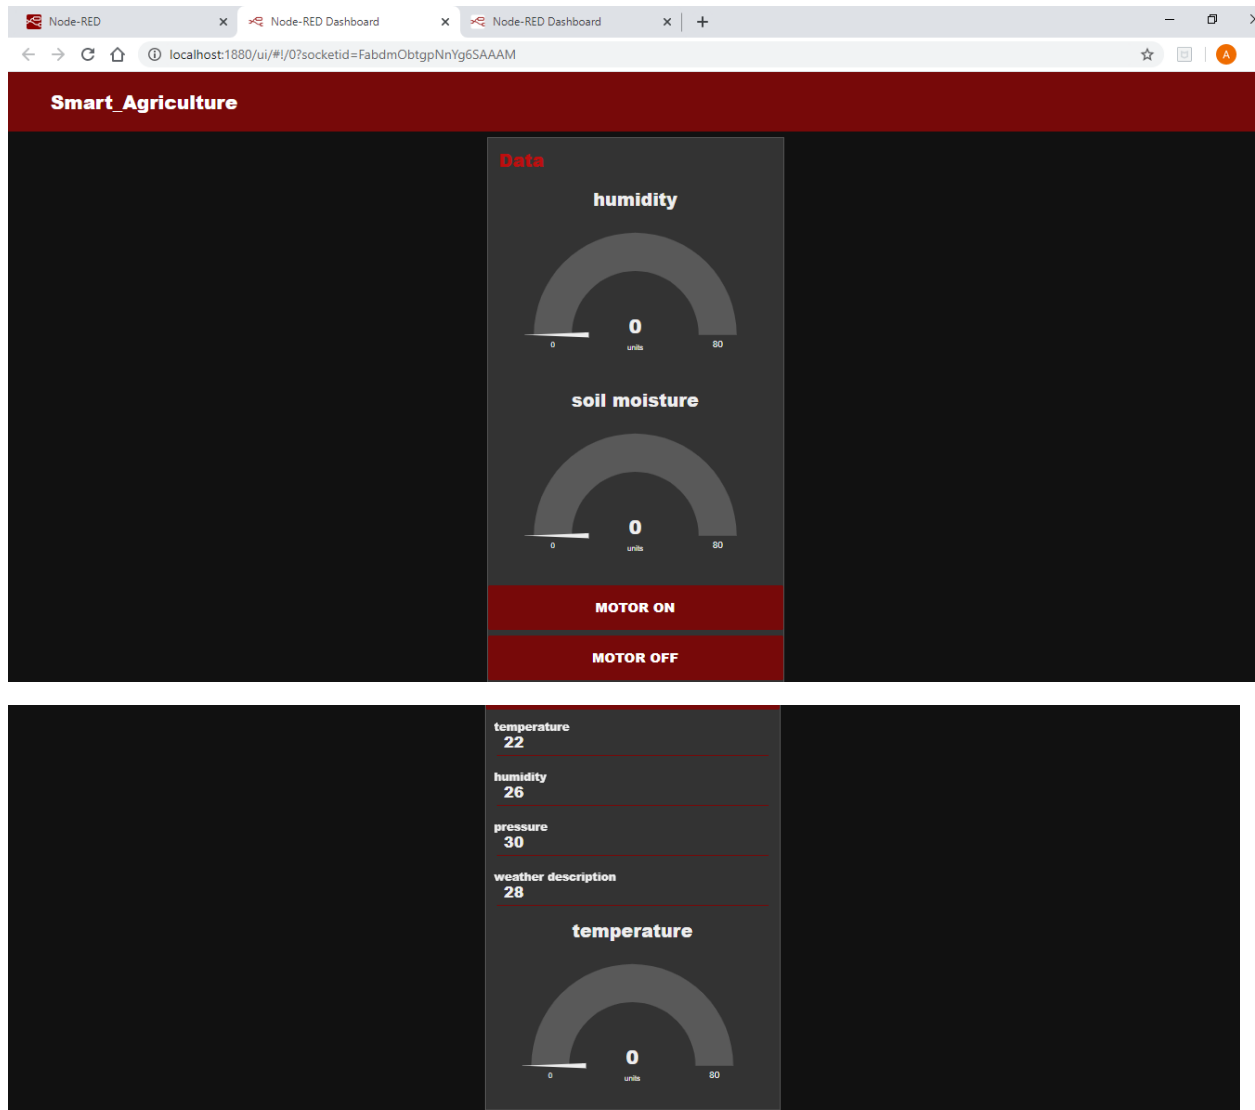 Node-RED
Node-RED Dashboard
Node-RED Dashboard
localhost:1880/ui/#!/0?socketid=FabdmObtgpNnYg6SAAAM
A
Smart_Agriculture
Data
humidity
0
units
0
80
soil moisture
0
units
0
80
MOTOR ON
MOTOR OFF
temperature
22
humidity
26
pressure
30
weather description
28
temperature
0
units
0
80